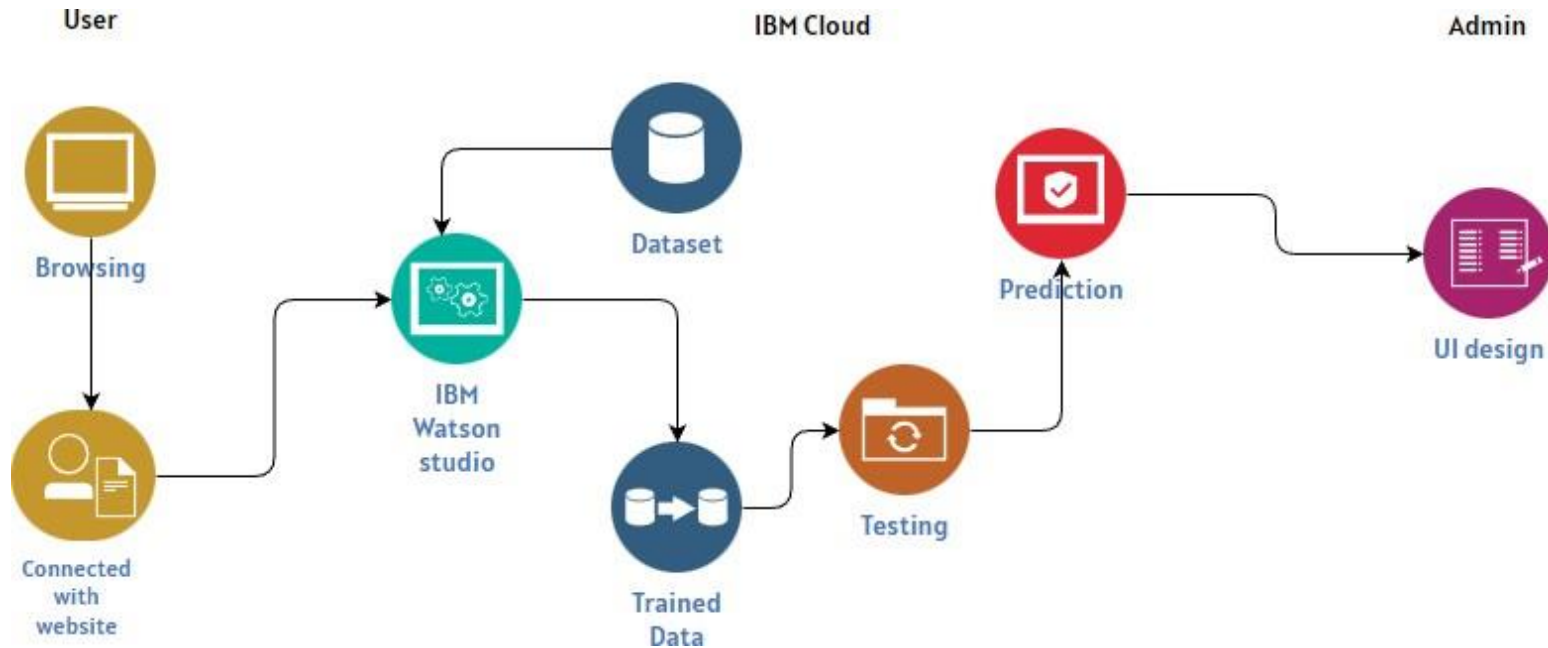 User
IBM Cloud
Admin
Browsing
Dataset
Prediction
UI design
IBM
Watson
studio
Testing
Connected
with
website
Trained
Data